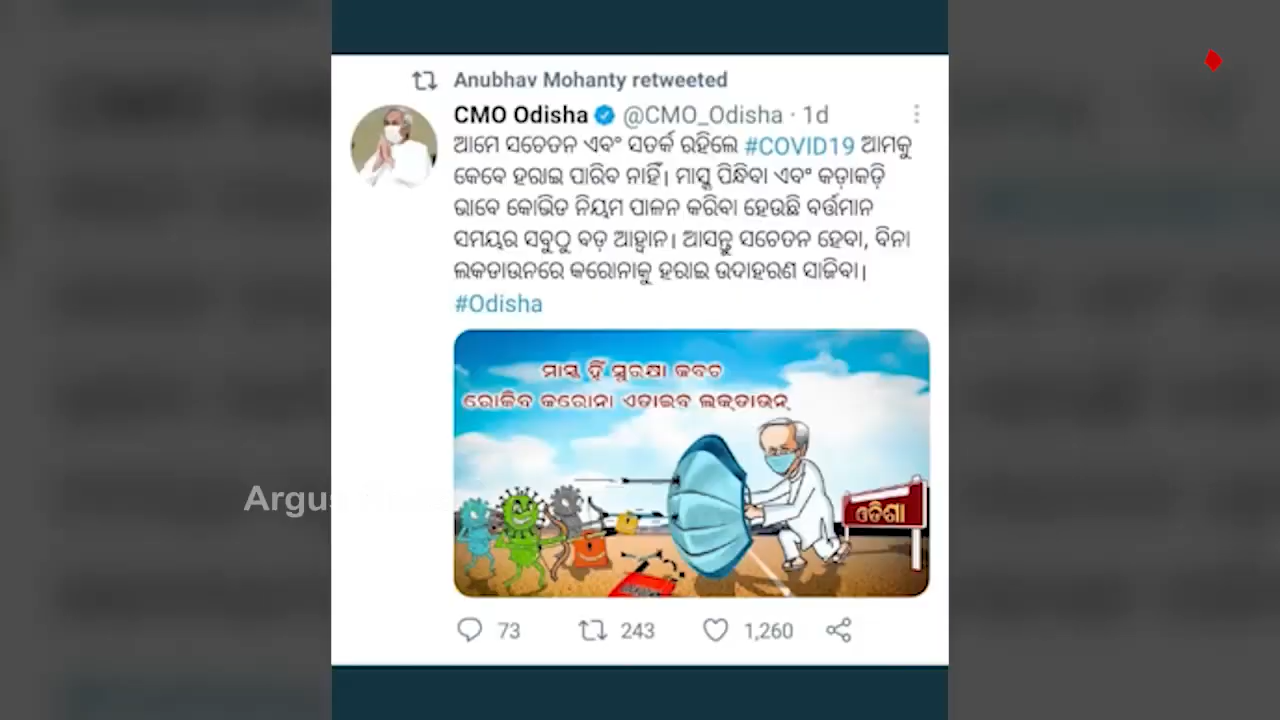 Anubhav Mohanty retweeted
CMO Odisha @CMO_Odisha · 1d
ଆମେ ସଚେତନ ଏବଂ ସତର୍କ ରହିଲେ #COVID19 ଆମକୁ
କେବେ ହରାଇ ପାରିବ ନାହିଁ। ମାସ୍କ ପିନ୍ଧିବା ଏବଂ କଡ଼ାକଡ଼ି
ଭାବେ କୋଭିଡ ନିୟମ ପାଳନ କରିବା ହେଉଛି ବର୍ତ୍ତମାନ
ସମୟର ସବୁଠୁ ବଡ଼ ଆହ୍ୱାନ। ଆସନ୍ତୁ ସଚେତନ ହେବା, ବିନା
ଲକଡାଉନରେ କରୋନାକୁ ହରାଇ ଉଦାହରଣ ସାଜିବା।
#Odisha
ମାସ୍କ ହିଁ ସୁରକ୍ଷା କବଚ
ରୋକିବ କରୋନା ଏଡାଇବ ଲକ୍‌ଡାଉନ୍
ଓଡିଶା
Argus
73 243 1,260